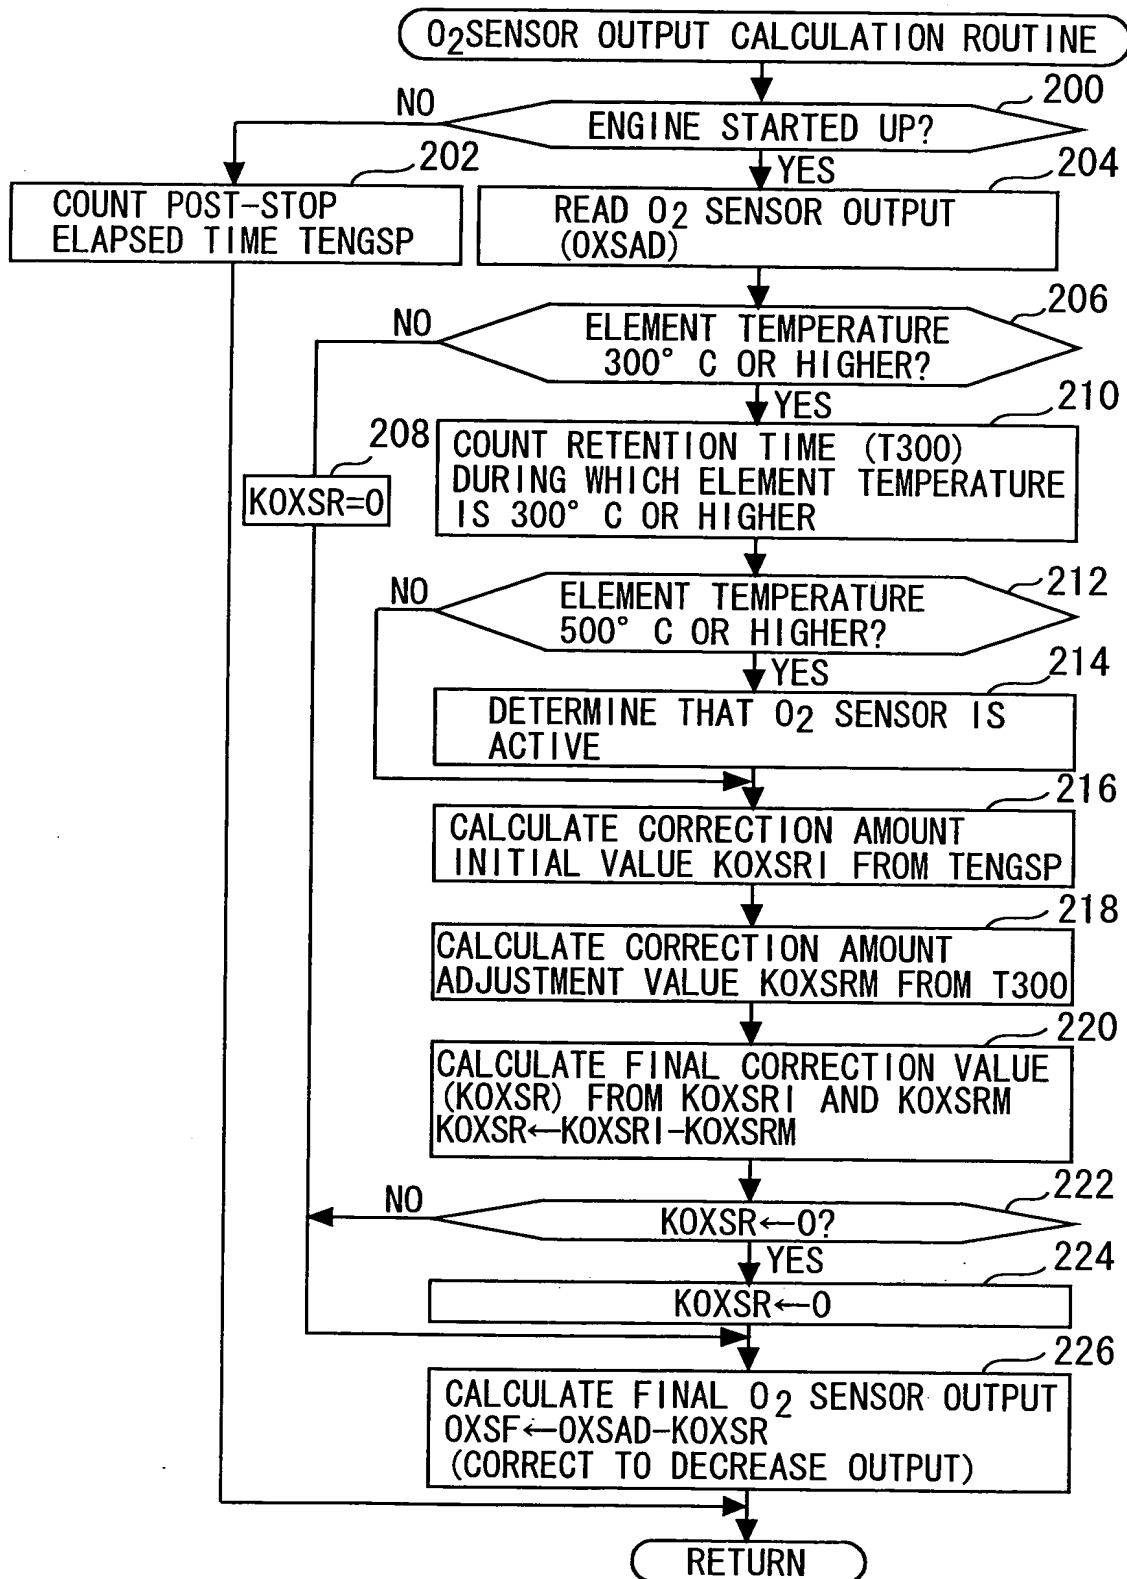 O2SENSOR OUTPUT CALCULATION ROUTINE
200
NO
ENGINE STARTED UP?
202
YES
204
COUNT POST-STOP
ELAPSED TIME TENGSP
READ O2 SENSOR OUTPUT
(OXSAD)
206
NO
ELEMENT TEMPERATURE
300° C OR HIGHER?
YES
210
208
COUNT RETENTION TIME (T300)
DURING WHICH ELEMENT TEMPERATURE
IS 300° C OR HIGHER
KOXSR=0
212
NO
ELEMENT TEMPERATURE
500° C OR HIGHER?
YES
214
DETERMINE THAT O2 SENSOR IS
ACTIVE
216
CALCULATE CORRECTION AMOUNT
INITIAL VALUE KOXSRI FROM TENGSP
218
CALCULATE CORRECTION AMOUNT
ADJUSTMENT VALUE KOXSRM FROM T300
220
CALCULATE FINAL CORRECTION VALUE
(KOXSR) FROM KOXSRI AND KOXSRM
KOXSR←KOXSRI-KOXSRM
222
NO
KOXSR←0?
YES
224
KOXSR←0
226
CALCULATE FINAL O2 SENSOR OUTPUT
OXSF←OXSAD-KOXSR
(CORRECT TO DECREASE OUTPUT)
RETURN